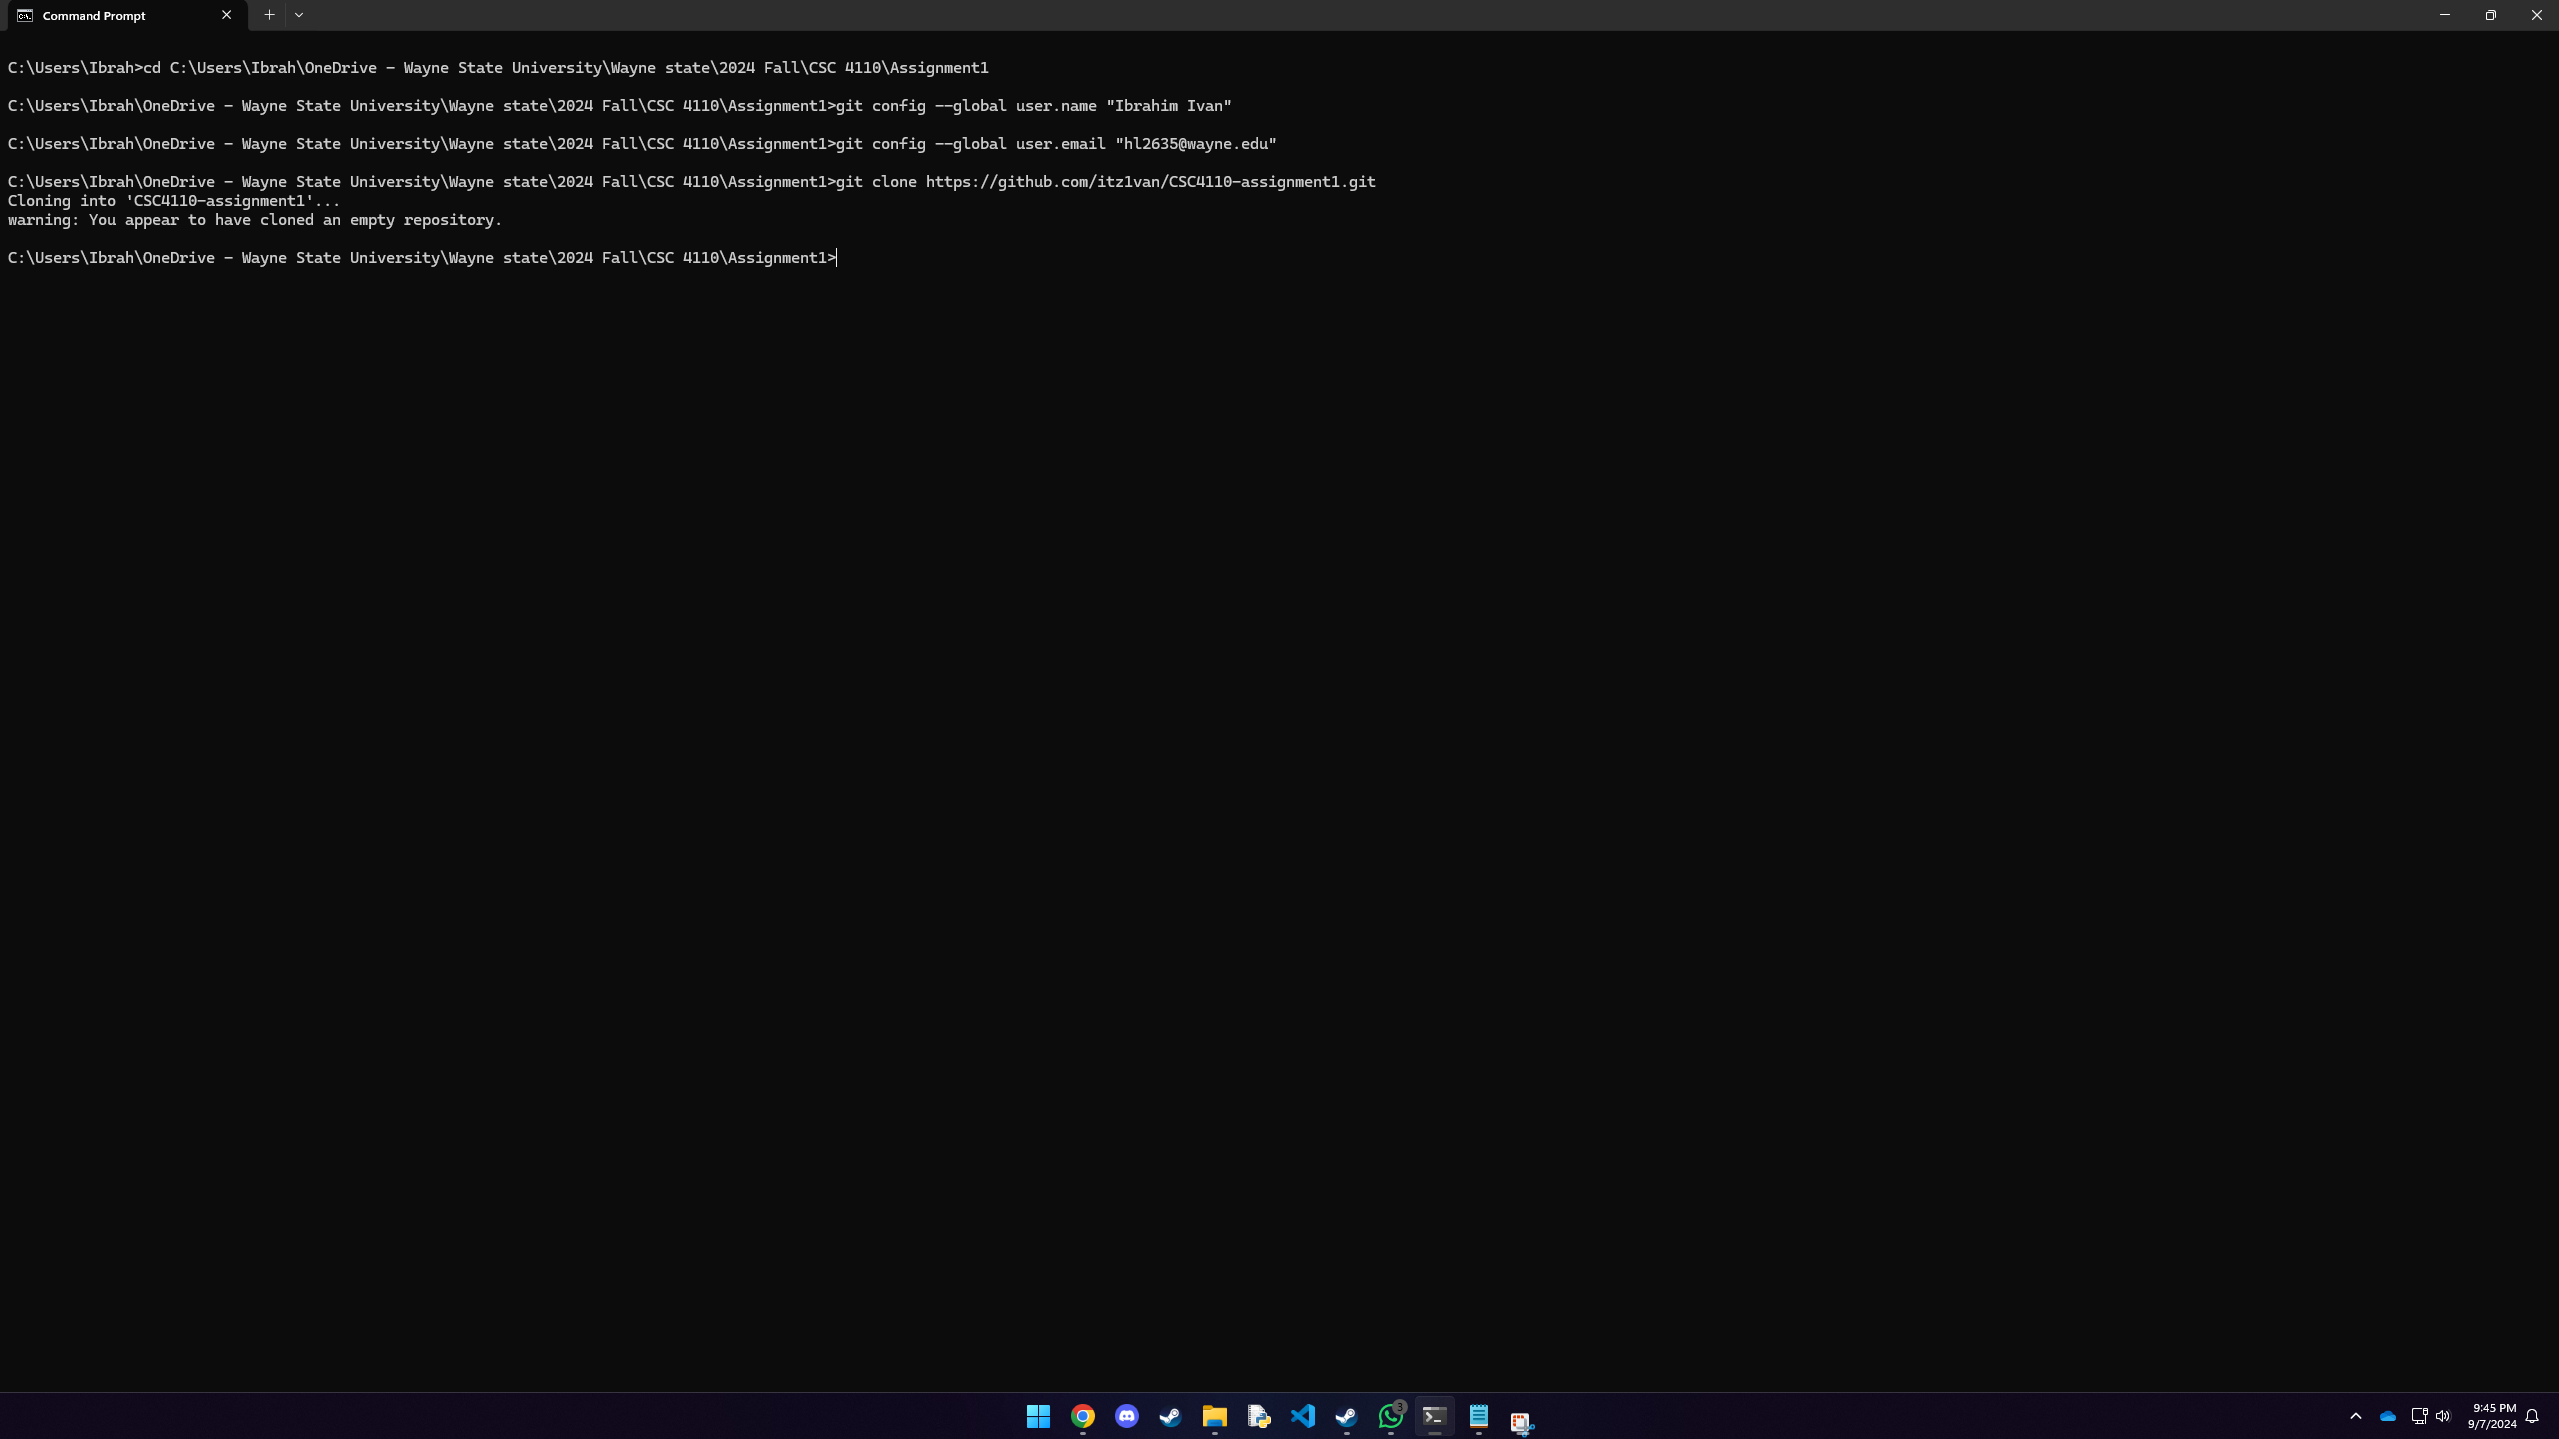 Command Prompt
C:\Users\Ibrah>cd C:\Users\Ibrah\OneDrive - Wayne State University\Wayne state\2024 Fall\CSC 4110\Assignment1
C:\Users\Ibrah\OneDrive - Wayne State University\Wayne state\2024 Fall\CSC 4110\Assignment1>git config --global user.name "Ibrahim Ivan"
C:\Users\Ibrah\OneDrive - Wayne State University\Wayne state\2024 Fall\CSC 4110\Assignment1>git config --global user.email "hl2635@wayne.edu"
C:\Users\Ibrah\OneDrive - Wayne State University\Wayne state\2024 Fall\CSC 4110\Assignment1>git clone https://github.com/itz1van/CSC4110-assignment1.git
Cloning into 'CSC4110-assignment1'...
warning: You appear to have cloned an empty repository.
C:\Users\Ibrah\OneDrive - Wayne State University\Wayne state\2024 Fall\CSC 4110\Assignment1>
3
9:45 PM
9/7/2024